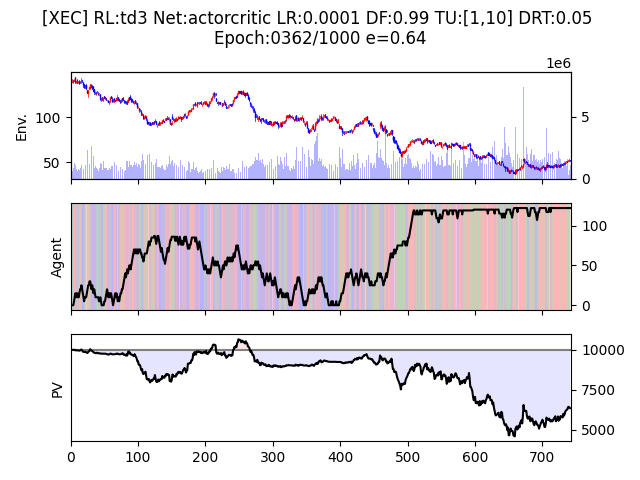 [XEC] RL:td3 Net:actorcritic LR:0.0001 DF:0.99 TU:[1,10] DRT:0.05
Epoch:0362/1000 e=0.64
1e6
Env.
100
50
5
0
Agent
100
50
0
PV
10000
7500
5000
0 100 200 300 400 500 600 700